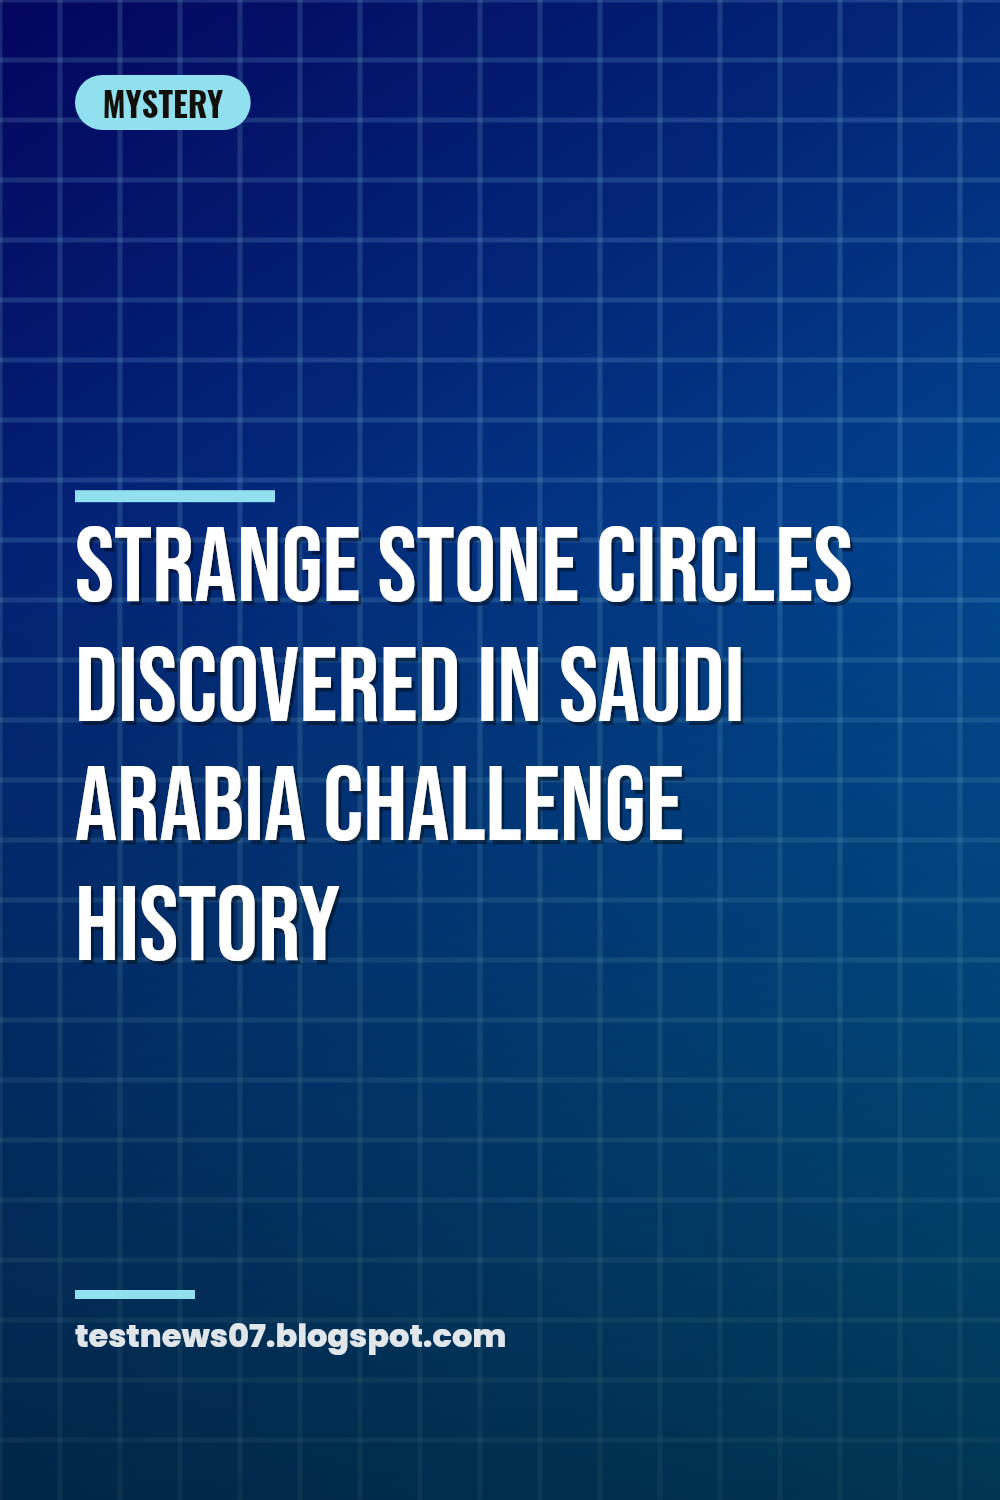 MYSTERY
STRANGE STONE CIRCLES
DISCOVERED IN SAUDI
ARABIA CHALLENGE
HISTORY
testnews07.blogspot.com